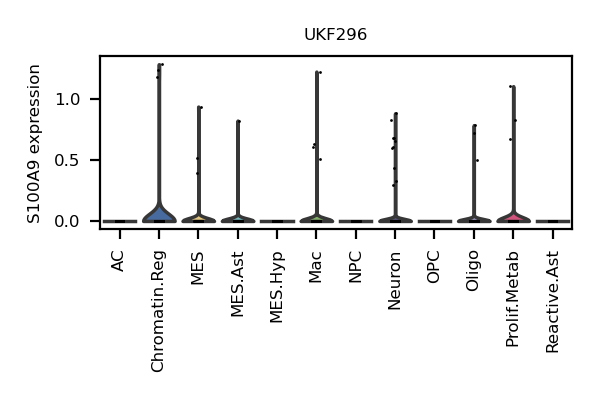 UKF296
S100A9 expression
1.0
0.5
0.0
AC
Chromatin.Reg
MES
MES.Ast
MES.Hyp
Mac
NPC
Neuron
OPC
Oligo
Prolif.Metab
Reactive.Ast